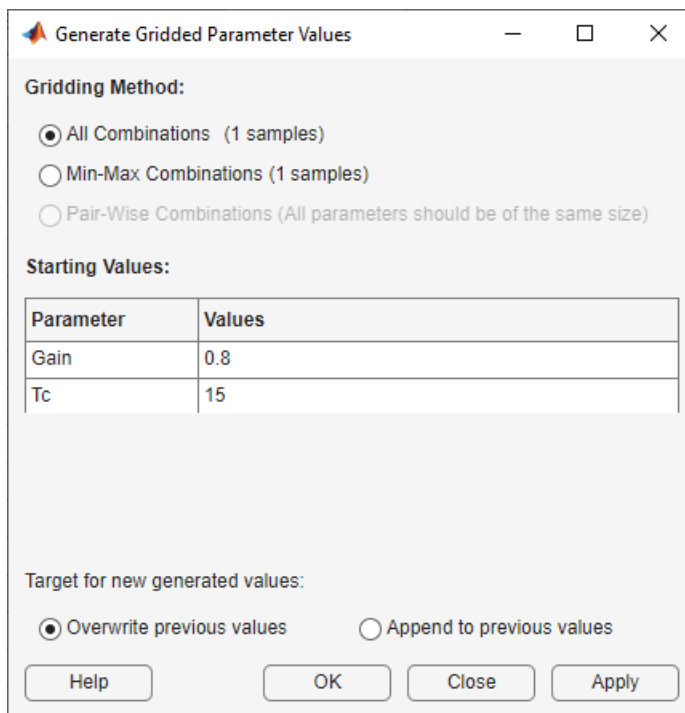 Generate Gridded Parameter Values
Gridding Method:
All Combinations (1 samples)
Min-Max Combinations (1 samples)
Pair-Wise Combinations (All parameters should be of the same size)
Starting Values:
Parameter Values
Gain 0.8
Tc 15
Target for new generated values:
Overwrite previous values Append to previous values
Help OK Close Apply